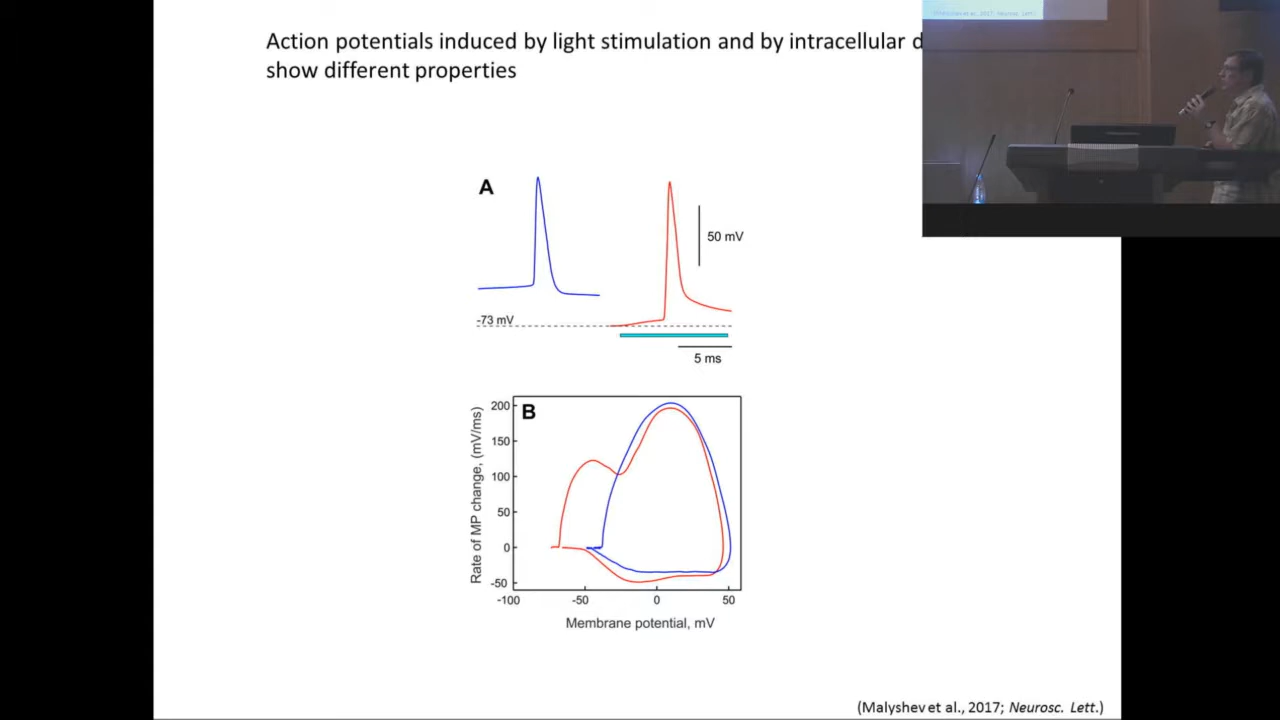 Action potentials induced by light stimulation and by intracellular d
show different properties
A
50 mV
-73 mV
5 ms
B
200
150
100
50
0
-50
-100
-50
0
50
Rate of MP change, (mV/ms)
Membrane potential, mV
(Malyshev et al., 2017; Neurosc. Lett.)